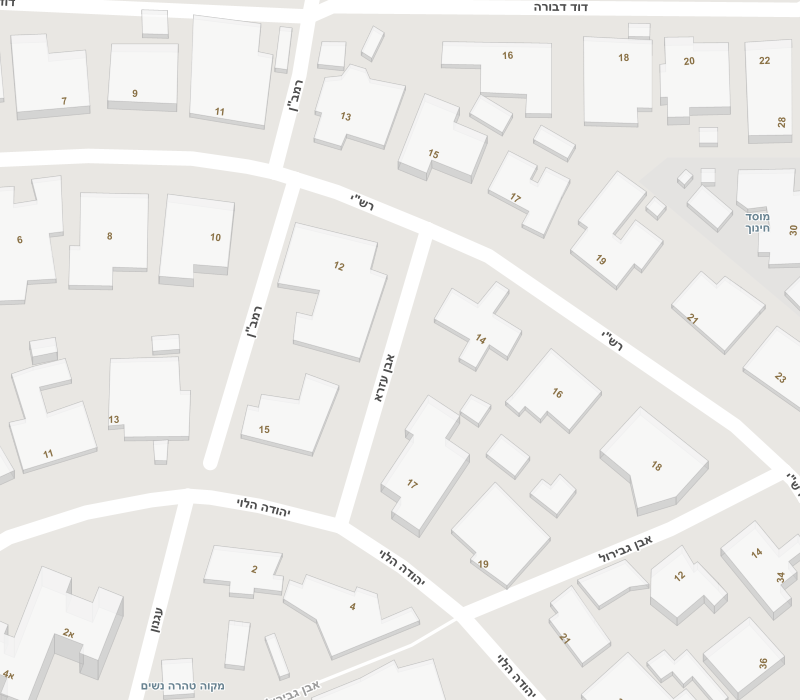 דוד
דוד דבורה
16
18
20
22
7
9
11
רמב"ן
13
15
28
17
רש"י
מוסד
חינוך
30
6
8
10
12
19
21
רמב"ן
14
רש"י
23
אבן עזרא
16
13
15
11
18
17
רש"י
יהודה הלוי
אבן גבירול
19
יהודה הלוי
14
2
12
34
4
עגנון
2א
21
36
4א
יהודה הלוי
מקוה טהרה נשים
אבן גבירול